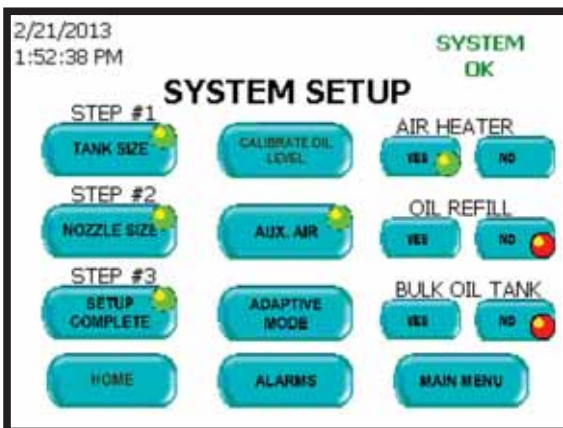 2/21/2013
1:52:38 PM
SYSTEM
OK
SYSTEM SETUP
STEP #1
TANK SIZE
CALIBRATE OIL
LEVEL
AIR HEATER
YES
NO
STEP #2
NOZZLE SIZE
AUX. AIR
OIL REFILL
YES
NO
STEP #3
SETUP
COMPLETE
ADAPTIVE
MODE
BULK OIL TANK
YES
NO
HOME
ALARMS
MAIN MENU